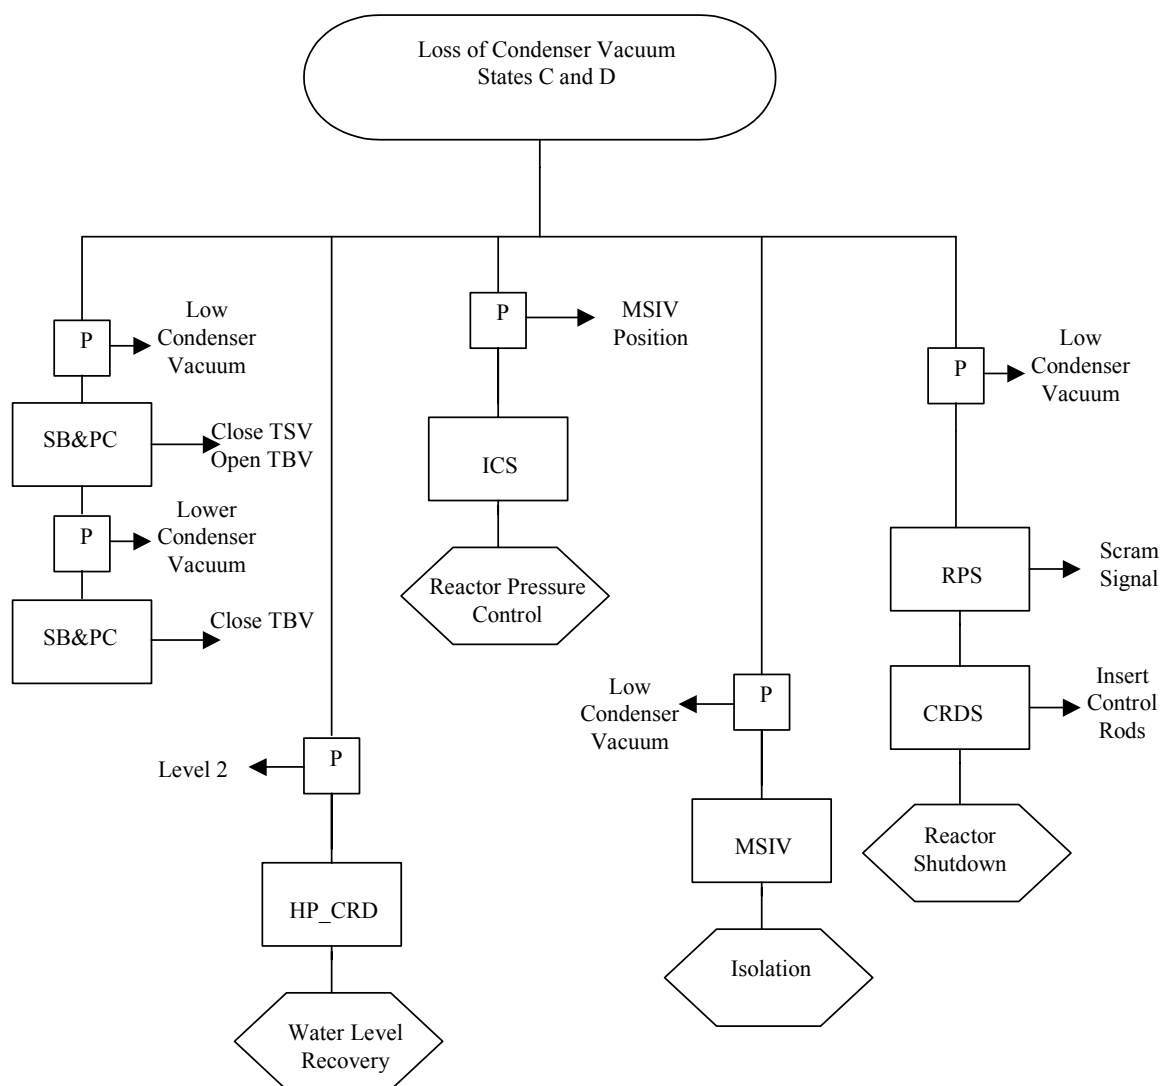 Loss of Condenser Vacuum
States C and D
P
Low
Condenser
Vacuum
SB&PC
Close TSV
Open TBV
P
Lower
Condenser
Vacuum
SB&PC
Close TBV
P
Level 2
HP_CRD
Water Level
Recovery
P
MSIV
Position
ICS
Reactor Pressure
Control
P
Low
Condenser
Vacuum
MSIV
Isolation
P
Low
Condenser
Vacuum
RPS
Scram
Signal
CRDS
Insert
Control
Rods
Reactor
Shutdown